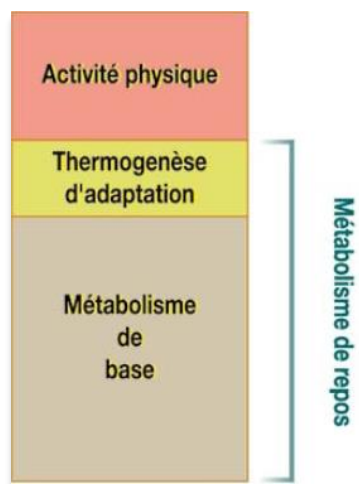 Activité physique
Thermogenèse
d'adaptation
Métabolisme
de
base
Métabolisme de repos